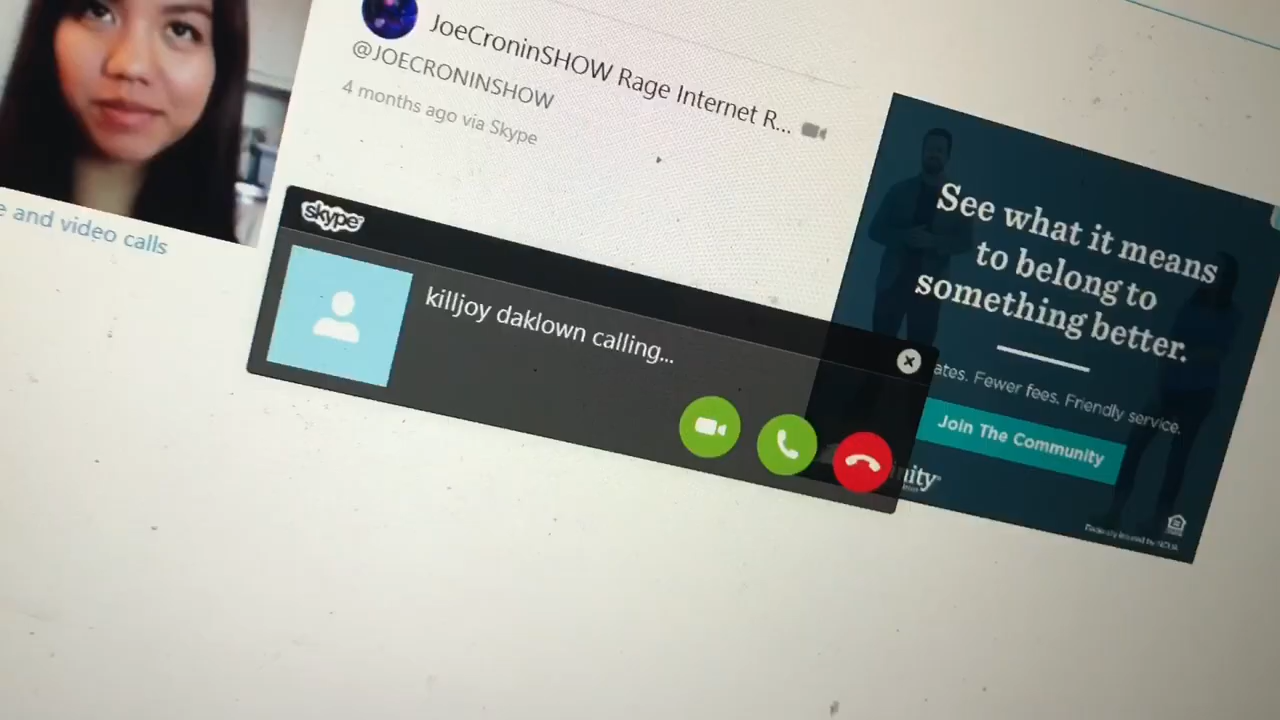 JoeCroninSHOW Rage Internet R...
@JOECRONINSHOW
4 months ago via Skype
e and video calls
skype
killjoy daklown calling...
See what it means
to belong to
something better.
ates. Fewer fees. Friendly service.
Join The Community
nity